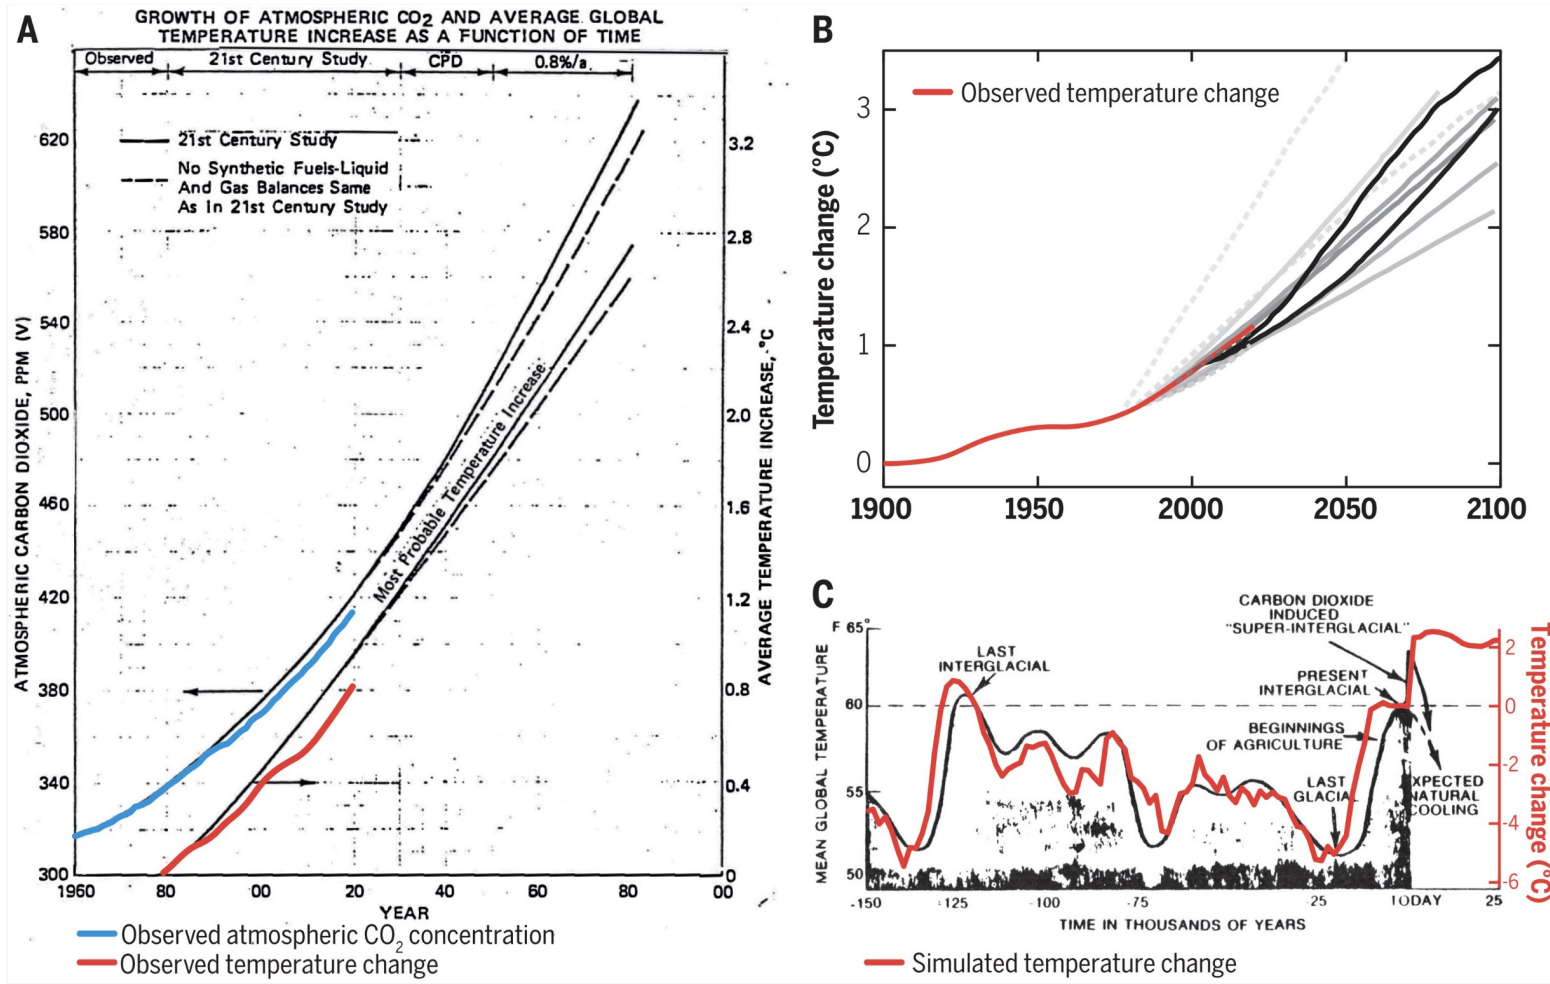 A
GROWTH OF ATMOSPHERIC CO2 AND AVERAGE GLOBAL
TEMPERATURE INCREASE AS A FUNCTION OF TIME
Observed
21st Century Study
CPD
0.8%/a
21st Century Study
No Synthetic Fuels-Liquid
And Gas Balances Same
As In 21st Century Study
ATMOSPHERIC CARBON DIOXIDE, PPM (V)
620
580
540
500
460
420
380
340
300
Most Probable Temperature Increase
3.2
2.8
2.4
2.0
1.6
1.2
0.8
0.4
0
AVERAGE TEMPERATURE INCREASE, °C
1960 80 00 20 40 60 80 00
YEAR
Observed atmospheric CO2 concentration
Observed temperature change
B
Observed temperature change
Temperature change (°C)
3
2
1
0
1900 1950 2000 2050 2100
C
CARBON DIOXIDE
INDUCED
"SUPER-INTERGLACIAL"
LAST
INTERGLACIAL
PRESENT
INTERGLACIAL
BEGINNINGS
OF AGRICULTURE
LAST
GLACIAL
XPECTED
NATURAL
COOLING
MEAN GLOBAL TEMPERATURE
F 65°
60
55
50
Temperature change (°C)
2
0
-2
-4
-6
-150 -125 -100 -75 -25 TODAY 25
TIME IN THOUSANDS OF YEARS
Simulated temperature change